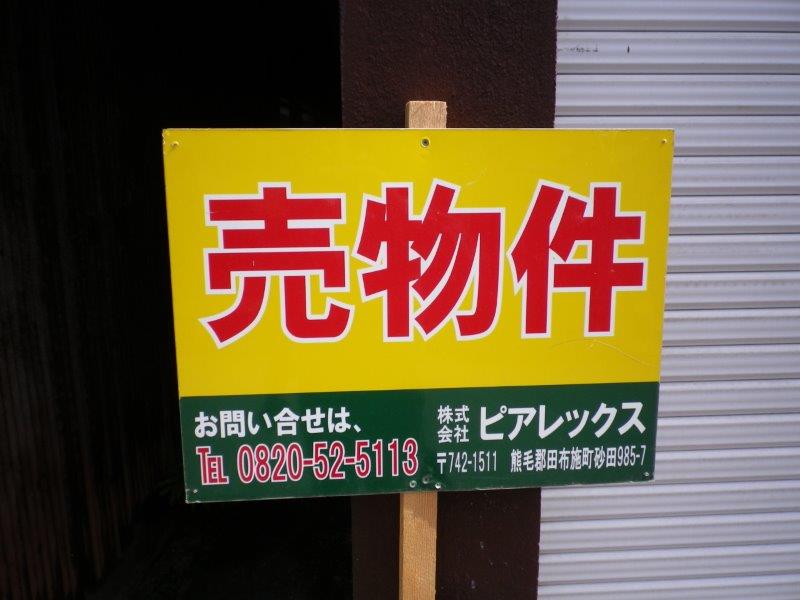 売物件
お問い合せは、
TEL 0820-52-5113
株式会社 ピアレックス
〒742-1511 熊毛郡田布施町砂田985-7